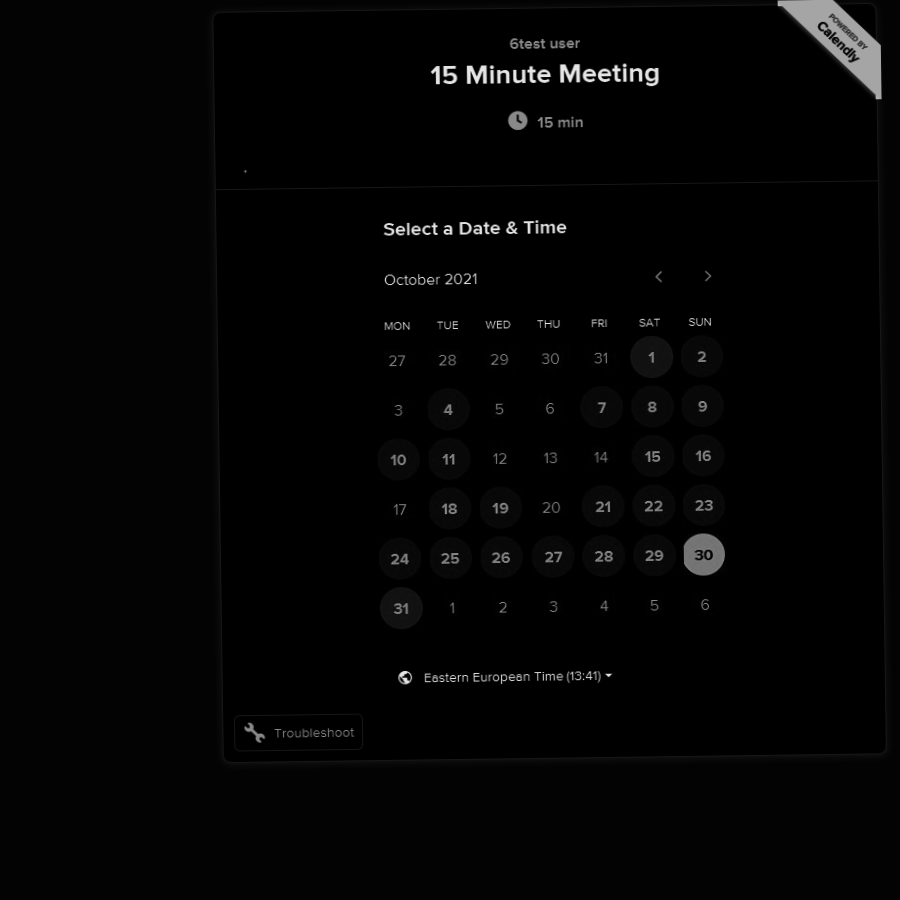 POWERED BY
Calendly
6test user
15 Minute Meeting
15 min
.
Select a Date & Time
October 2021
MON TUE WED THU FRI SAT SUN
27 28 29 30 31 1 2
3 4 5 6 7 8 9
10 11 12 13 14 15 16
17 18 19 20 21 22 23
24 25 26 27 28 29 30
31 1 2 3 4 5 6
Eastern European Time (13:41)
Troubleshoot